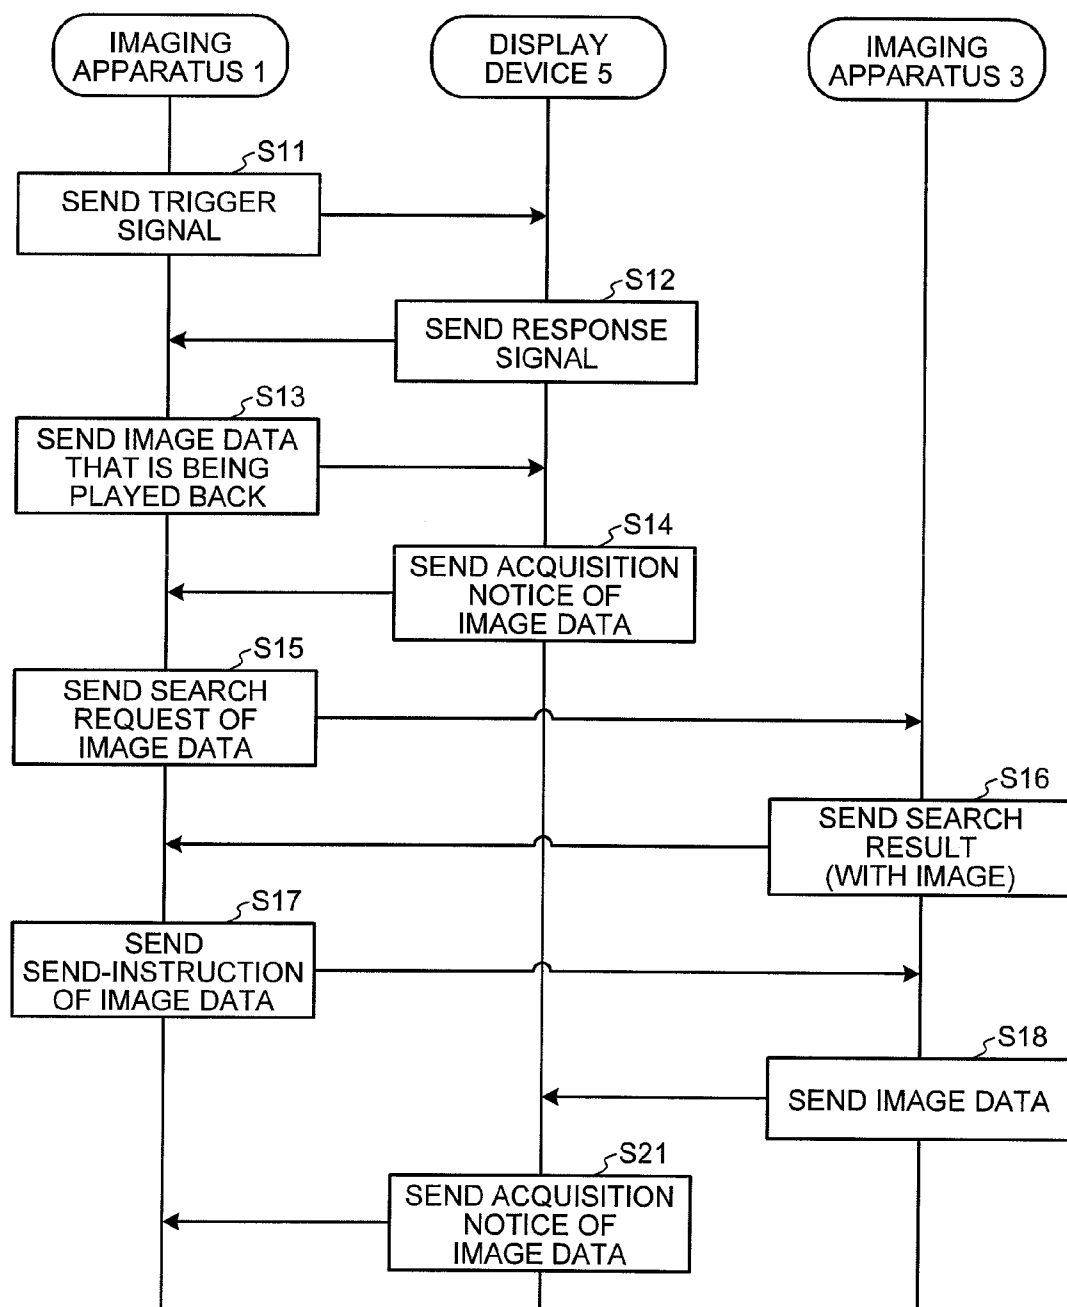 IMAGING
APPARATUS 1
DISPLAY
DEVICE 5
IMAGING
APPARATUS 3
S11
SEND TRIGGER
SIGNAL
S12
SEND RESPONSE
SIGNAL
S13
SEND IMAGE DATA
THAT IS BEING
PLAYED BACK
S14
SEND ACQUISITION
NOTICE OF
IMAGE DATA
S15
SEND SEARCH
REQUEST OF
IMAGE DATA
S16
SEND SEARCH
RESULT
(WITH IMAGE)
S17
SEND
SEND-INSTRUCTION
OF IMAGE DATA
S18
SEND IMAGE DATA
S21
SEND ACQUISITION
NOTICE OF
IMAGE DATA